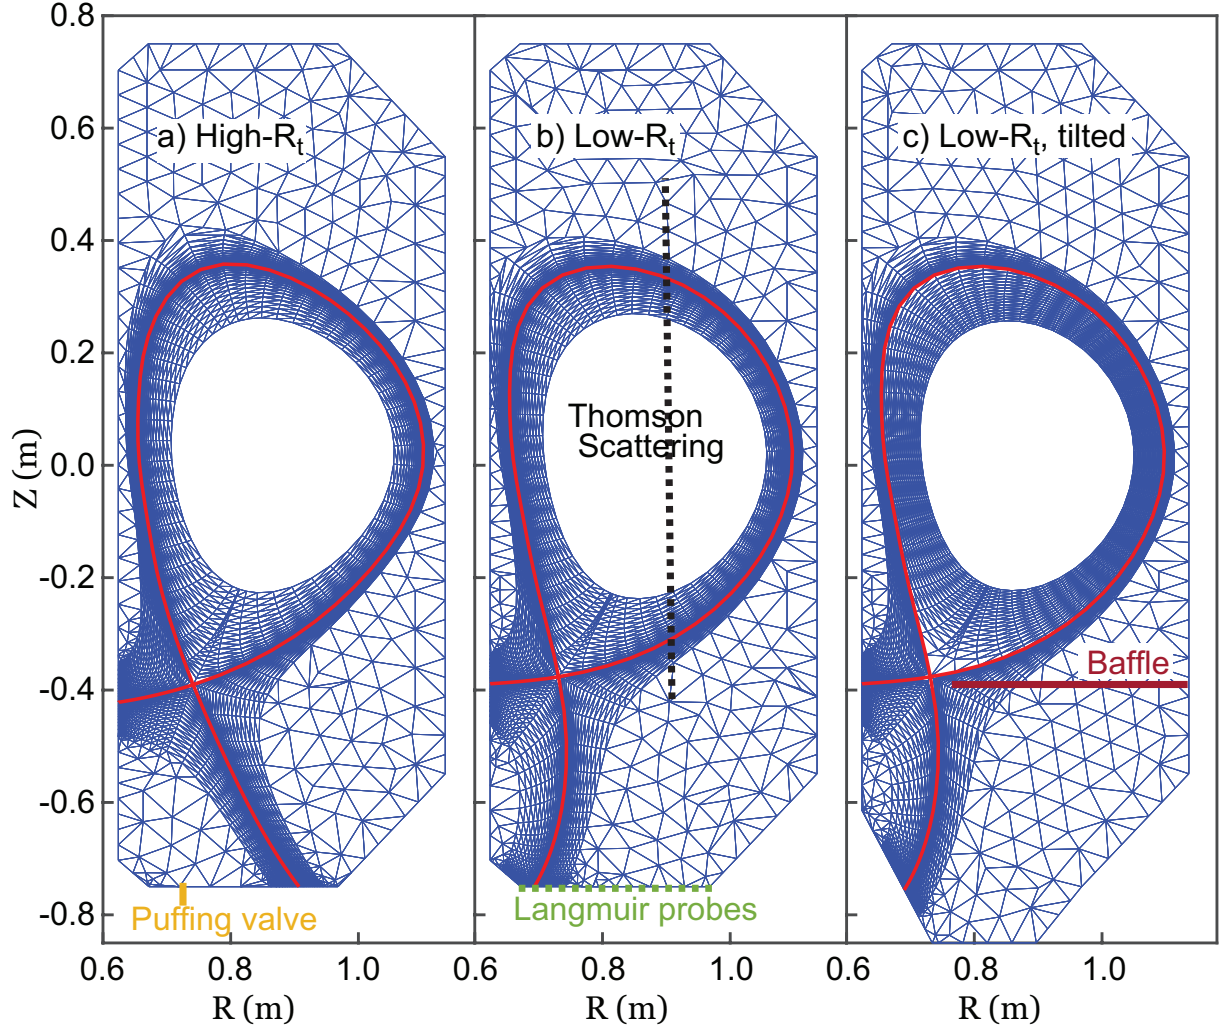 0.8
0.6
0.4
0.2
0.0
-0.2
-0.4
-0.6
-0.8
Z (m)
a) High-Rt
b) Low-Rt
c) Low-Rt, tilted
Thomson
Scattering
Baffle
Puffing valve
Langmuir probes
0.6 0.8 1.0 0.6 0.8 1.0 0.6 0.8 1.0
R (m) R (m) R (m)